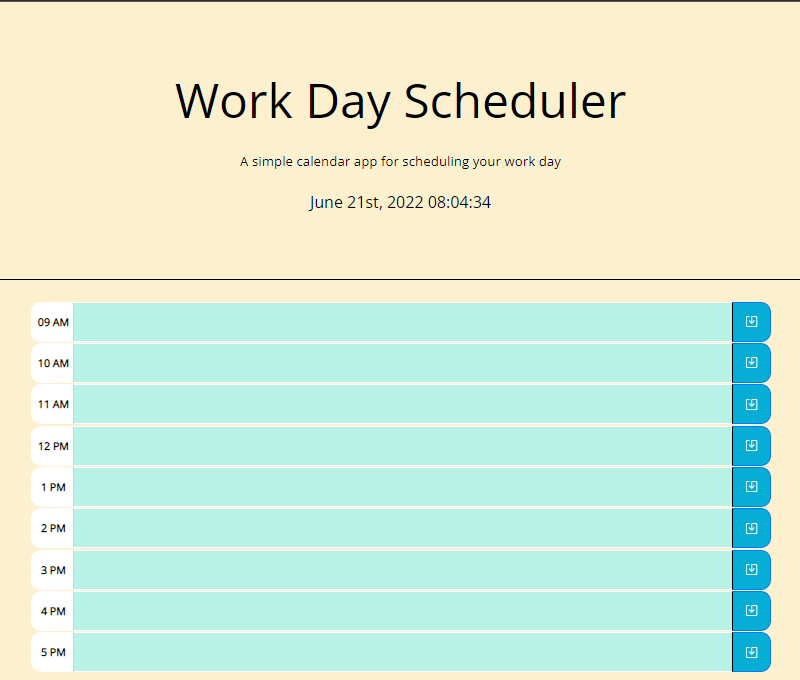 Work Day Scheduler
A simple calendar app for scheduling your work day
June 21st, 2022 08:04:34
09 AM
10 AM
11 AM
12 PM
1 PM
2 PM
3 PM
4 PM
5 PM